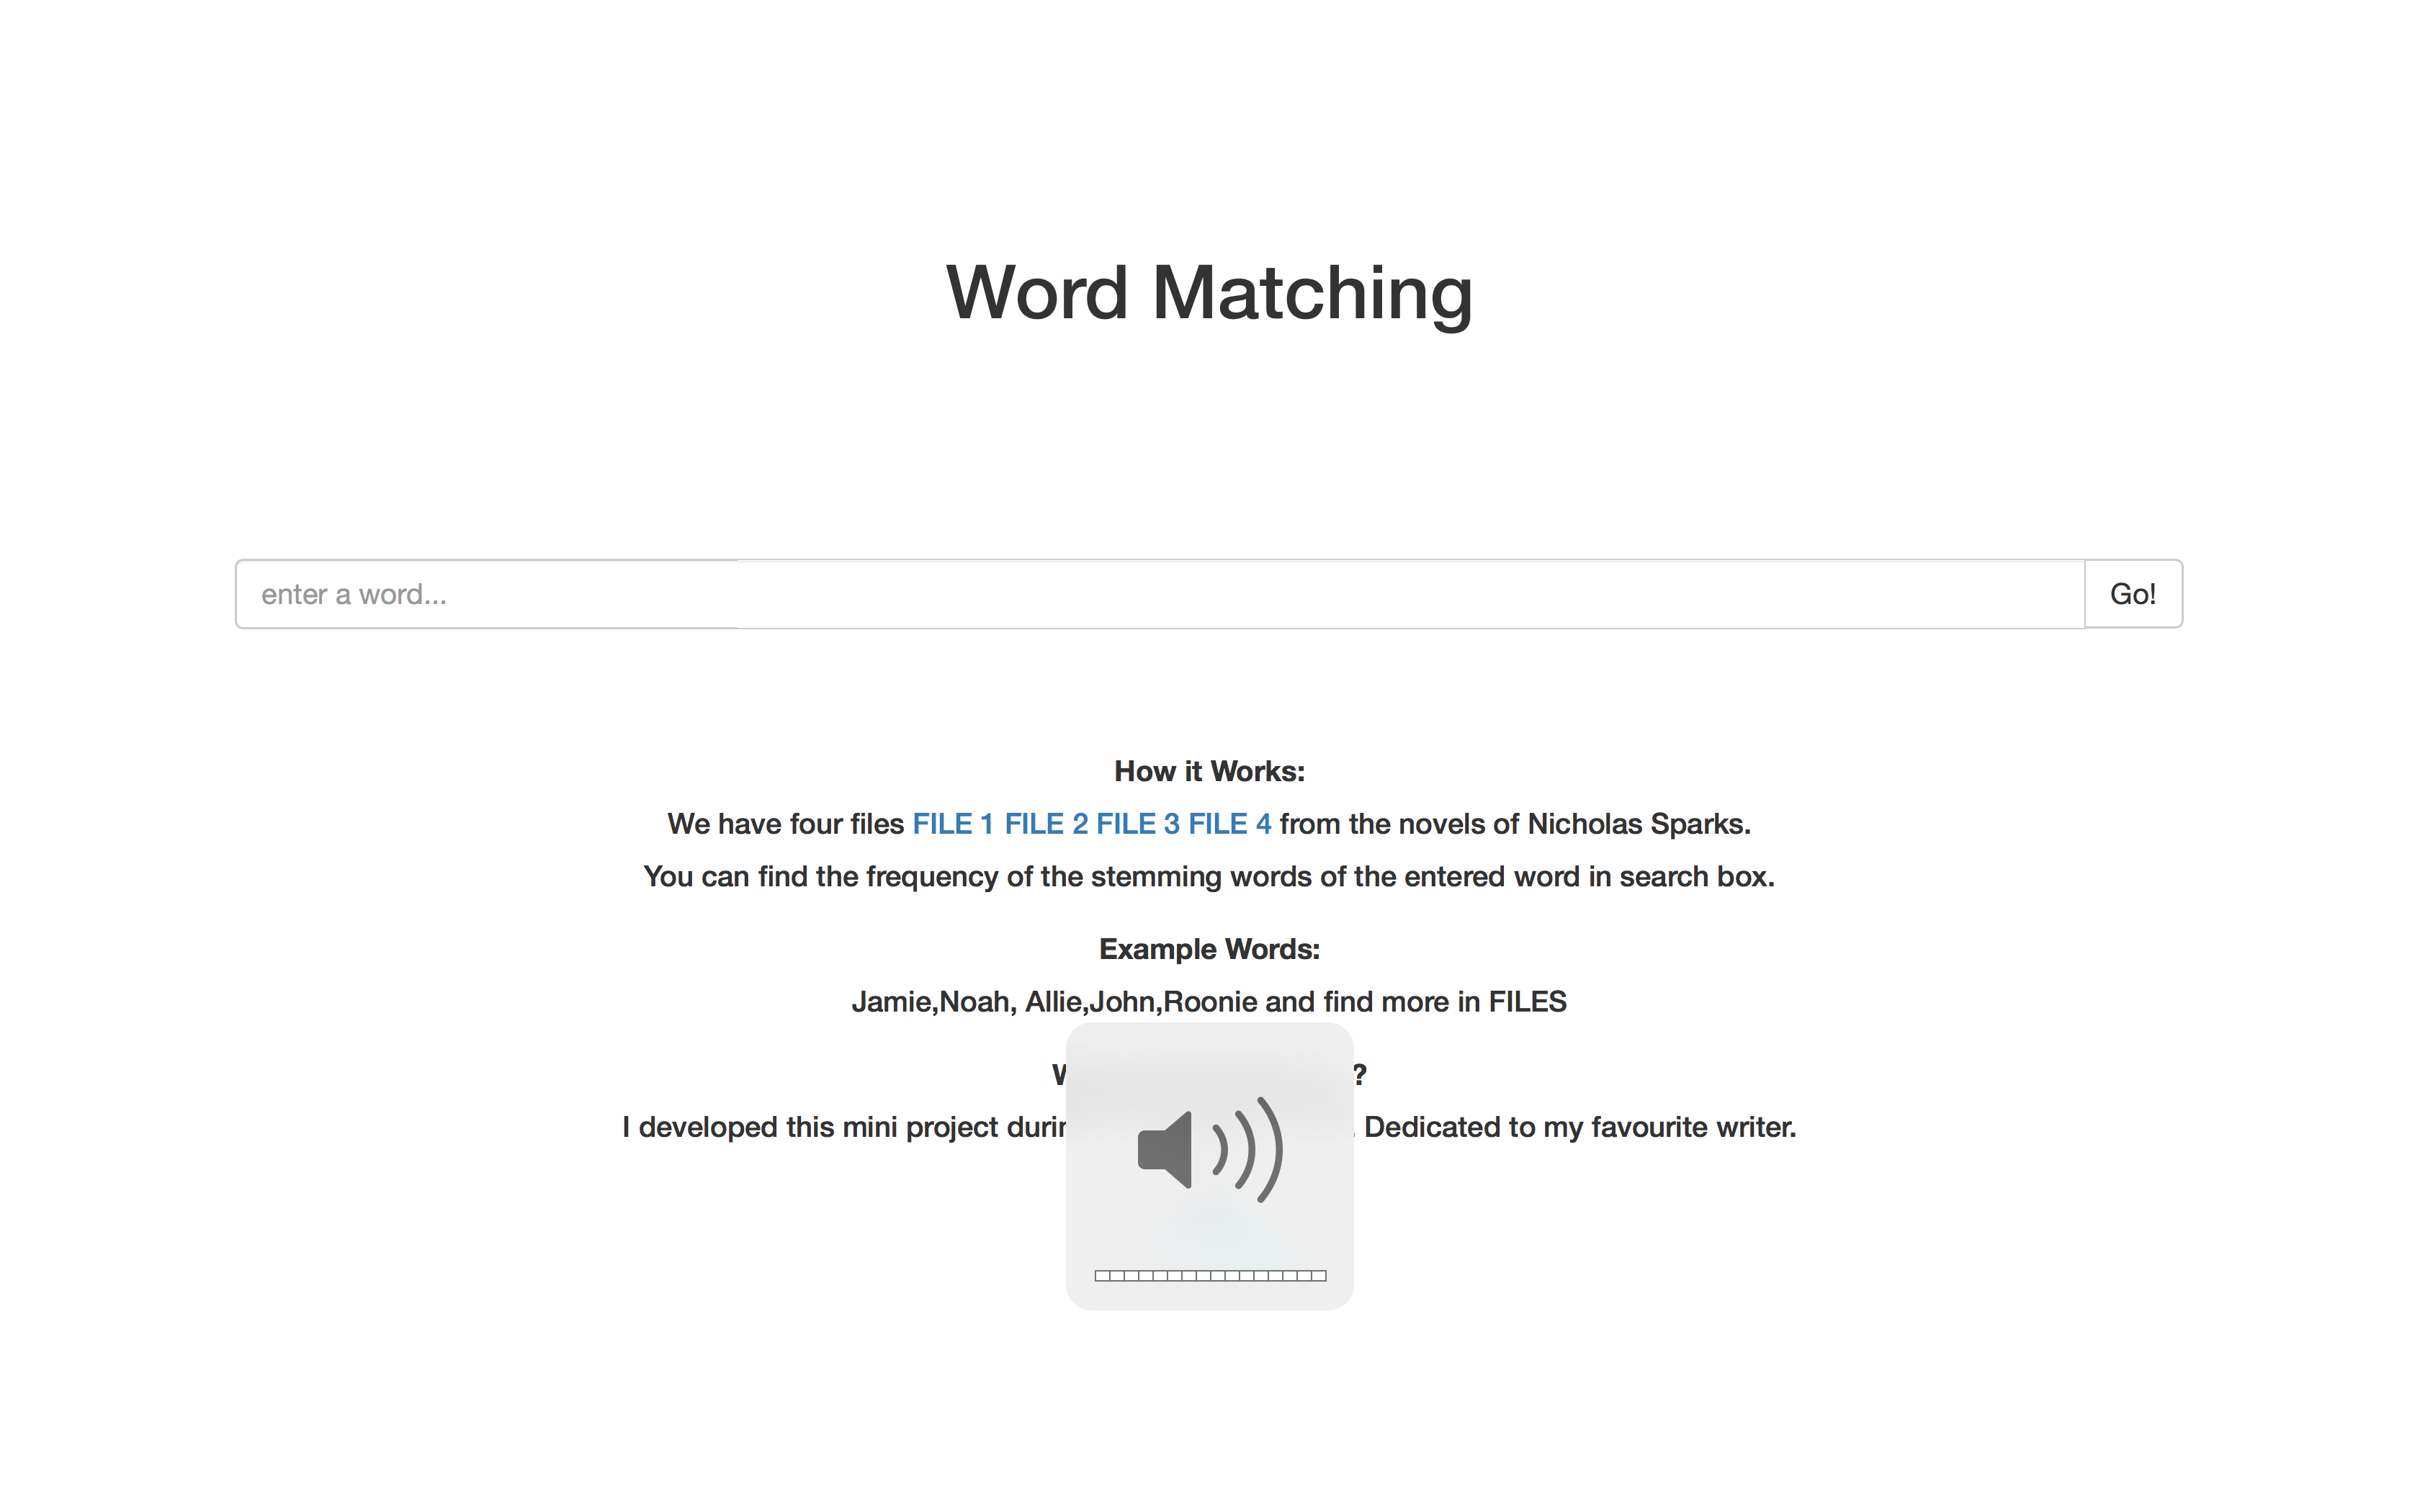 Word Matching
enter a word...
Go!
How it Works:
We have four files FILE 1 FILE 2 FILE 3 FILE 4 from the novels of Nicholas Sparks.
You can find the frequency of the stemming words of the entered word in search box.
Example Words:
Jamie,Noah, Allie,John,Roonie and find more in FILES
?
I developed this mini project Dedicated to my favourite writer.